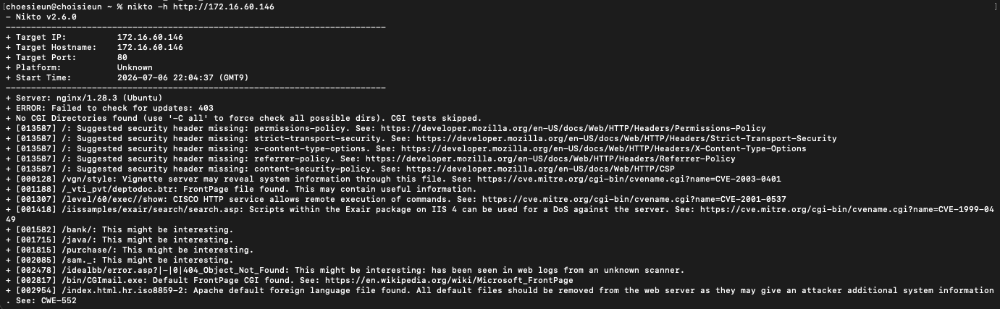 [choesieun@choisieun ~ % nikto -h http://172.16.60.146 ]
- Nikto v2.6.0
---------------------------------------------------------------------------
+ Target IP:          172.16.60.146
+ Target Hostname:    172.16.60.146
+ Target Port:        80
+ Platform:           Unknown
+ Start Time:         2026-07-06 22:04:37 (GMT9)
---------------------------------------------------------------------------
+ Server: nginx/1.28.3 (Ubuntu)
+ ERROR: Failed to check for updates: 403
+ No CGI Directories found (use '-C all' to force check all possible dirs). CGI tests skipped.
+ [013587] /: Suggested security header missing: permissions-policy. See: https://developer.mozilla.org/en-US/docs/Web/HTTP/Headers/Permissions-Policy
+ [013587] /: Suggested security header missing: strict-transport-security. See: https://developer.mozilla.org/en-US/docs/Web/HTTP/Headers/Strict-Transport-Security
+ [013587] /: Suggested security header missing: x-content-type-options. See: https://developer.mozilla.org/en-US/docs/Web/HTTP/Headers/X-Content-Type-Options
+ [013587] /: Suggested security header missing: referrer-policy. See: https://developer.mozilla.org/en-US/docs/Web/HTTP/Headers/Referrer-Policy
+ [013587] /: Suggested security header missing: content-security-policy. See: https://developer.mozilla.org/en-US/docs/Web/HTTP/CSP
+ [000128] /vgn/style: Vignette server may reveal system information through this file. See: https://cve.mitre.org/cgi-bin/cvename.cgi?name=CVE-2003-0401
+ [001188] /_vti_pvt/deptodoc.btr: FrontPage file found. This may contain useful information.
+ [001307] /level/60/exec//show: CISCO HTTP service allows remote execution of commands. See: https://cve.mitre.org/cgi-bin/cvename.cgi?name=CVE-2001-0537
+ [001418] /iissamples/exair/search/search.asp: Scripts within the Exair package on IIS 4 can be used for a DoS against the server. See: https://cve.mitre.org/cgi-bin/cvename.cgi?name=CVE-1999-04
49
+ [001582] /bank/: This might be interesting.
+ [001715] /java/: This might be interesting.
+ [001815] /purchase/: This might be interesting.
+ [002085] /sam._: This might be interesting.
+ [002478] /idealbb/error.asp?|-|0|404_Object_Not_Found: This might be interesting: has been seen in web logs from an unknown scanner.
+ [002817] /bin/CGImail.exe: Default FrontPage CGI found. See: https://en.wikipedia.org/wiki/Microsoft_FrontPage
+ [002954] /index.html.hr.iso8859-2: Apache default foreign language file found. All default files should be removed from the web server as they may give an attacker additional system information
. See: CWE-552